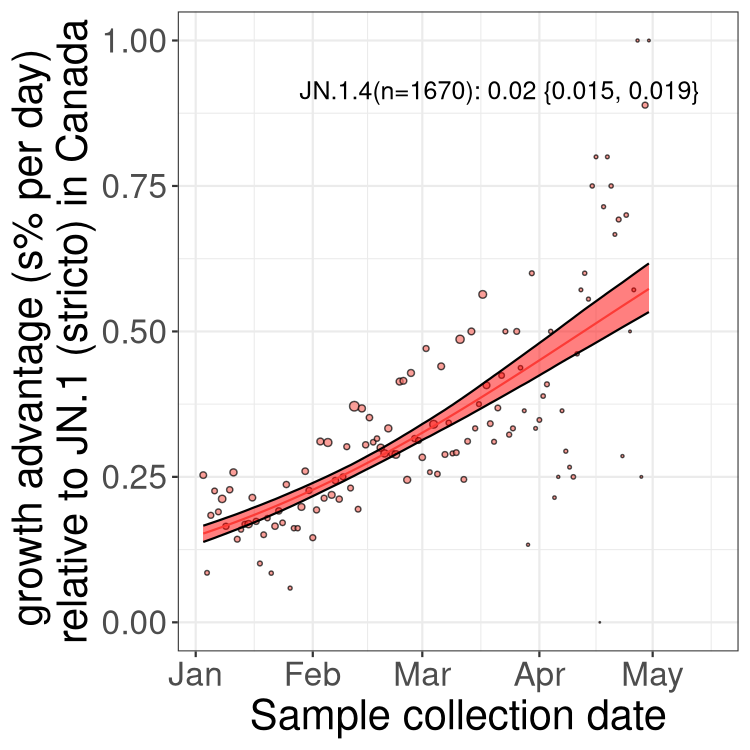 growth advantage (s% per day)
relative to JN.1 (stricto) in Canada
1.00
0.75
0.50
0.25
0.00
JN.1.4(n=1670): 0.02 {0.015, 0.019}
Jan Feb Mar Apr May
Sample collection date